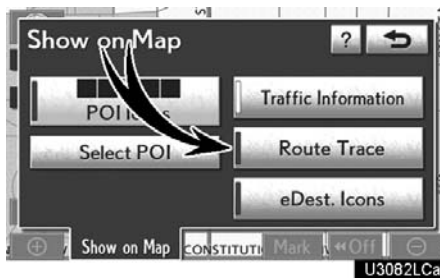 Show on Map
?
POI Icons
Traffic Information
Select POI
Route Trace
eDest. Icons
Show on Map
CONSTITUTI
Mark
Off
U3082LCa